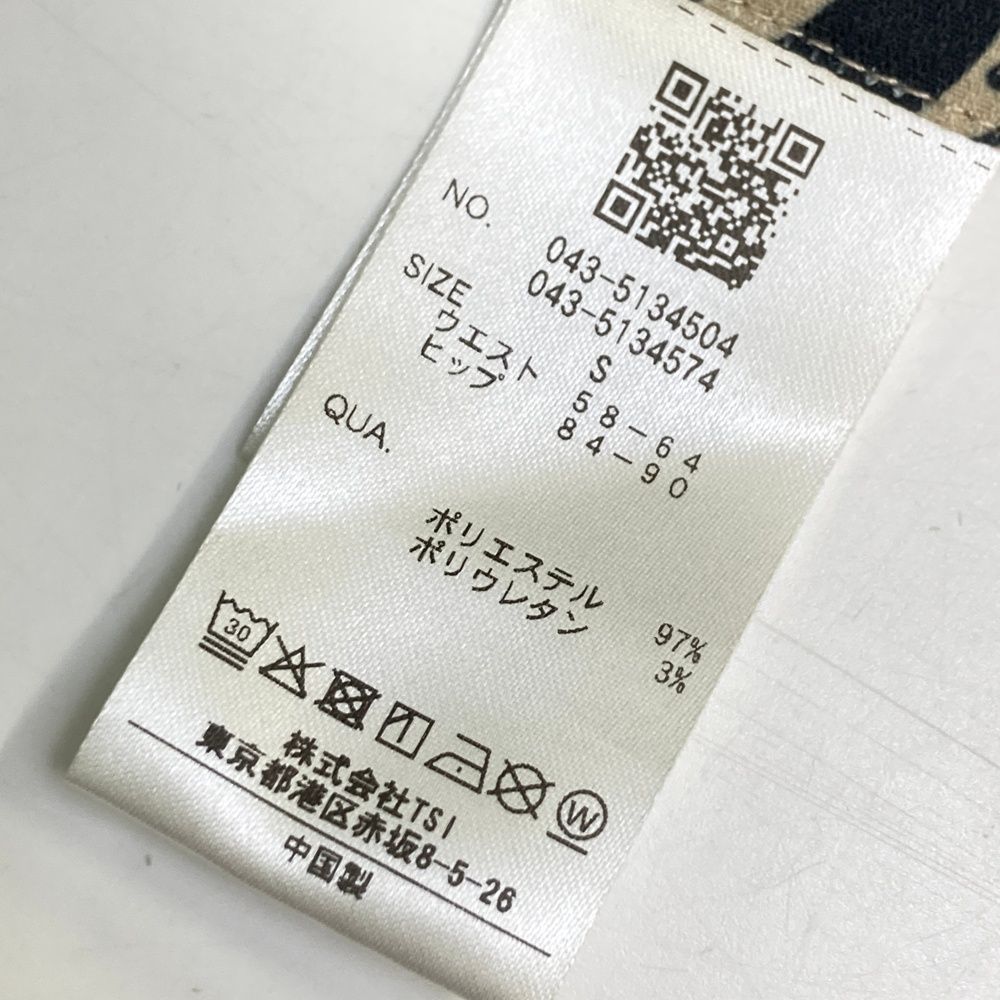 NO. 043-5134504
043-5134574
SIZE S
ウエスト 58-64
ヒップ 84-90
QUA.
ポリエステル 97%
ポリウレタン 3%
30
W
株式会社TSI
東京都港区赤坂8-5-26
中国製